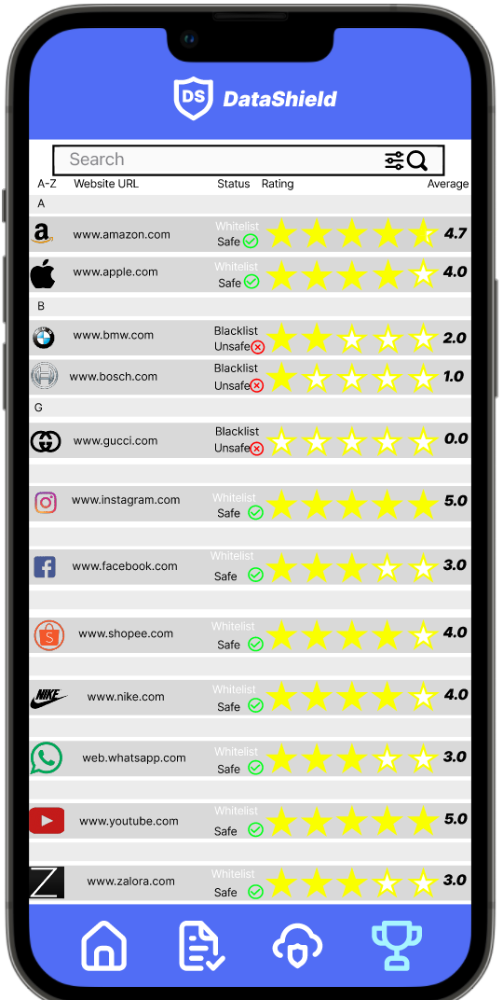 DS DataShield
Search
A-Z Website URL Status Rating Average
A
www.amazon.com Whitelist Safe 4.7
www.apple.com Whitelist Safe 4.0
B
www.bmw.com Blacklist Unsafe 2.0
www.bosch.com Blacklist Unsafe 1.0
G
www.gucci.com Blacklist Unsafe 0.0
www.instagram.com Whitelist Safe 5.0
www.facebook.com Whitelist Safe 3.0
S www.shopee.com Whitelist Safe 4.0
NIKE www.nike.com Whitelist Safe 4.0
web.whatsapp.com Whitelist Safe 3.0
www.youtube.com Whitelist Safe 5.0
Z www.zalora.com Whitelist Safe 3.0